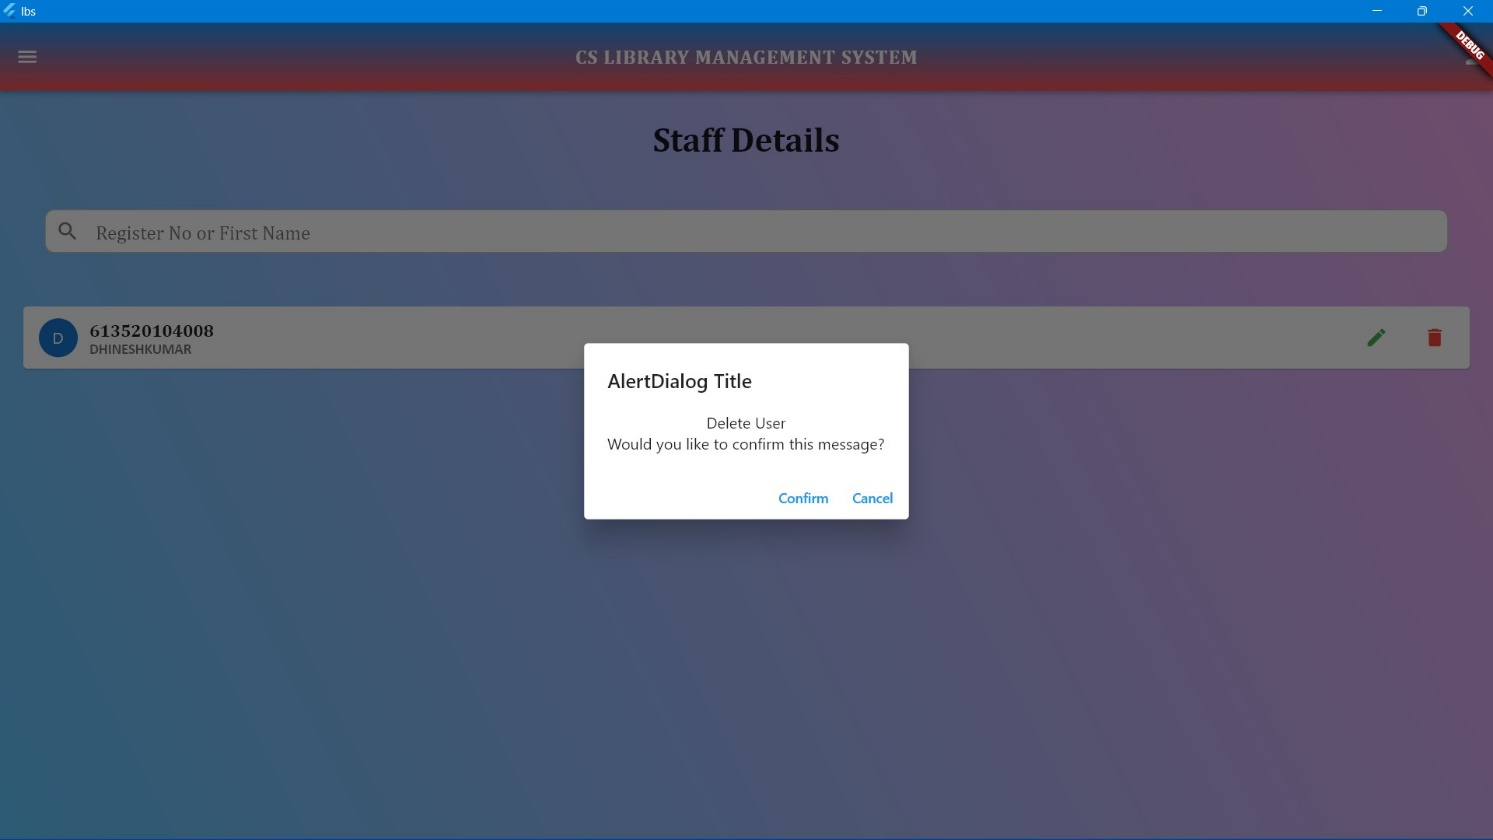 lbs
DEBUG
CS LIBRARY MANAGEMENT SYSTEM
Staff Details
Register No or First Name
D
613520104008
DHINESHKUMAR
AlertDialog Title
Delete User
Would you like to confirm this message?
Confirm Cancel